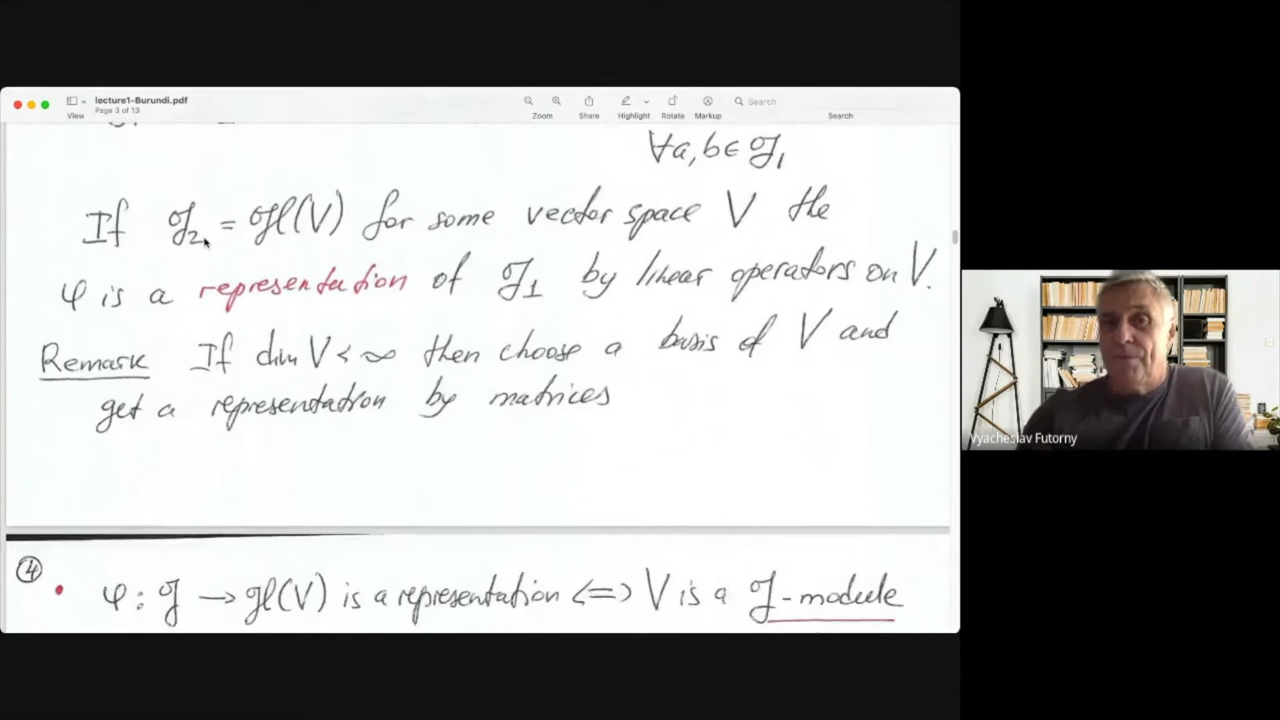 lecture1-Burundi.pdf
Page 3 of 13
View
Zoom
Share
Highlight
Rotate
Markup
Search
Search
∀a, b ∈ 𝔤₁
If 𝔤₂ = 𝔤l(V) for some vector space V the
φ is a representation of 𝔤₁ by linear operators on V.
Remark If dim V < ∞ then choose a basis of V and
get a representation by matrices
④
• φ : 𝔤 → gl(V) is a representation <=> V is a 𝔤-module
Vyacheslav Futorny